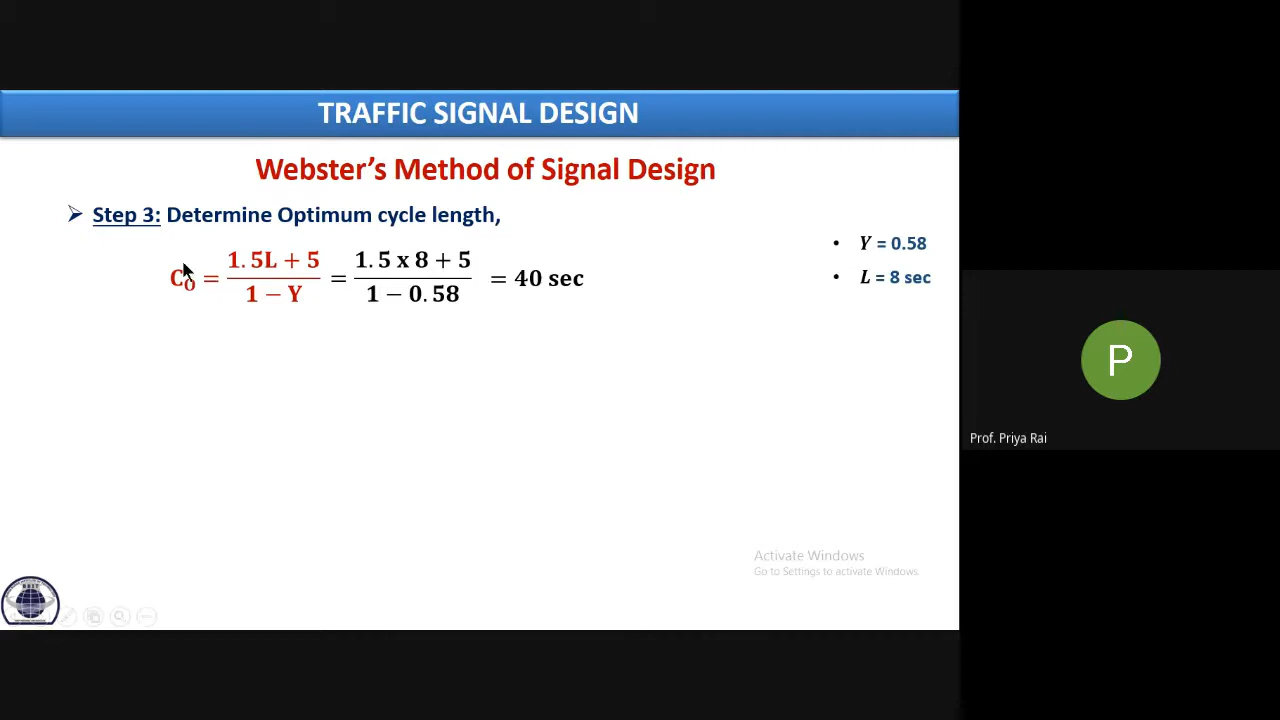 TRAFFIC SIGNAL DESIGN
Webster's Method of Signal Design
➢ Step 3: Determine Optimum cycle length,
C₀ = (1.5L + 5)/(1 − Y) = (1.5 x 8 + 5)/(1 − 0.58) = 40 sec
• Y = 0.58
• L = 8 sec
P
Prof. Priya Rai
Activate Windows
Go to Settings to activate Windows.